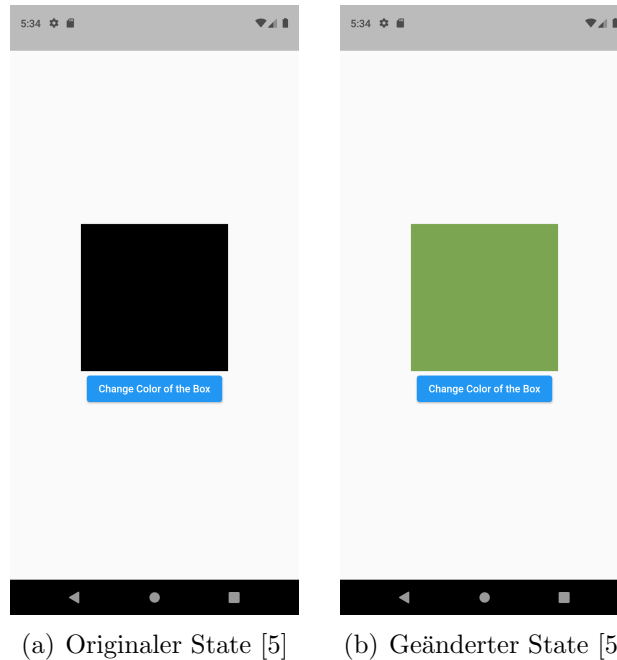 5:34
5:34
Change Color of the Box
Change Color of the Box
(a) Originaler State [5]
(b) Geänderter State [5